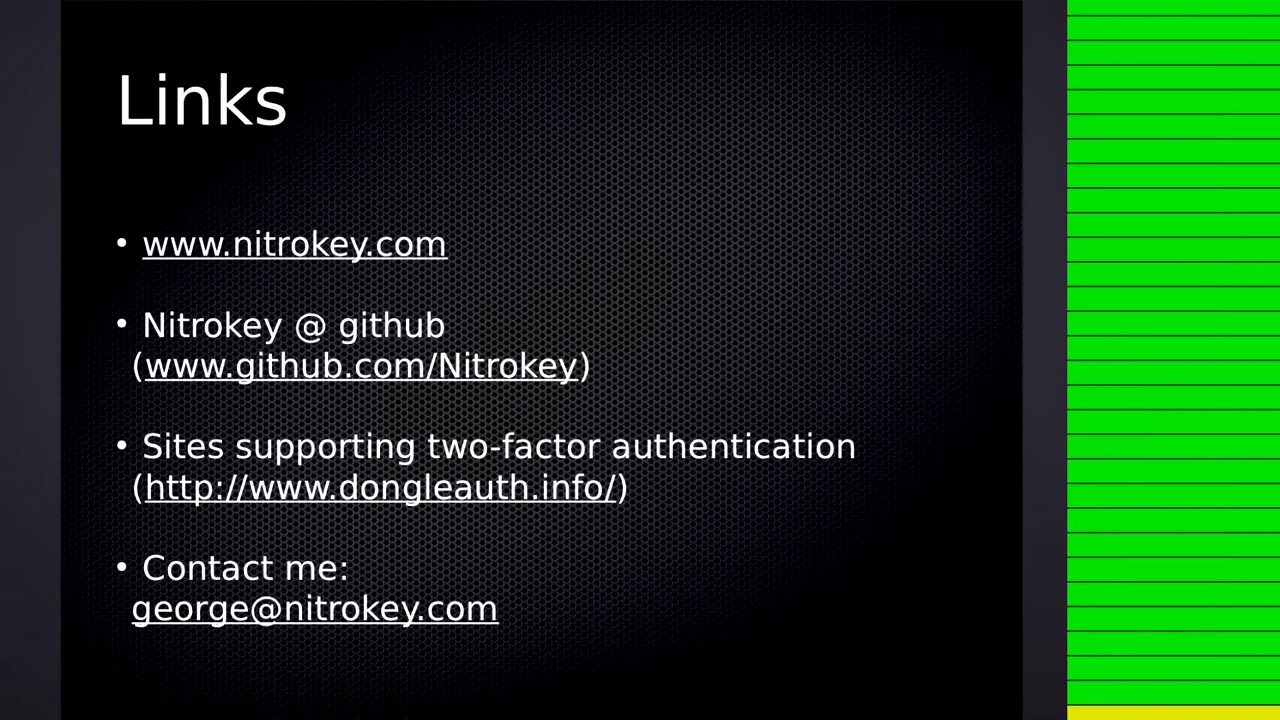 Links
• www.nitrokey.com
• Nitrokey @ github
(www.github.com/Nitrokey)
• Sites supporting two-factor authentication
(http://www.dongleauth.info/)
• Contact me:
george@nitrokey.com